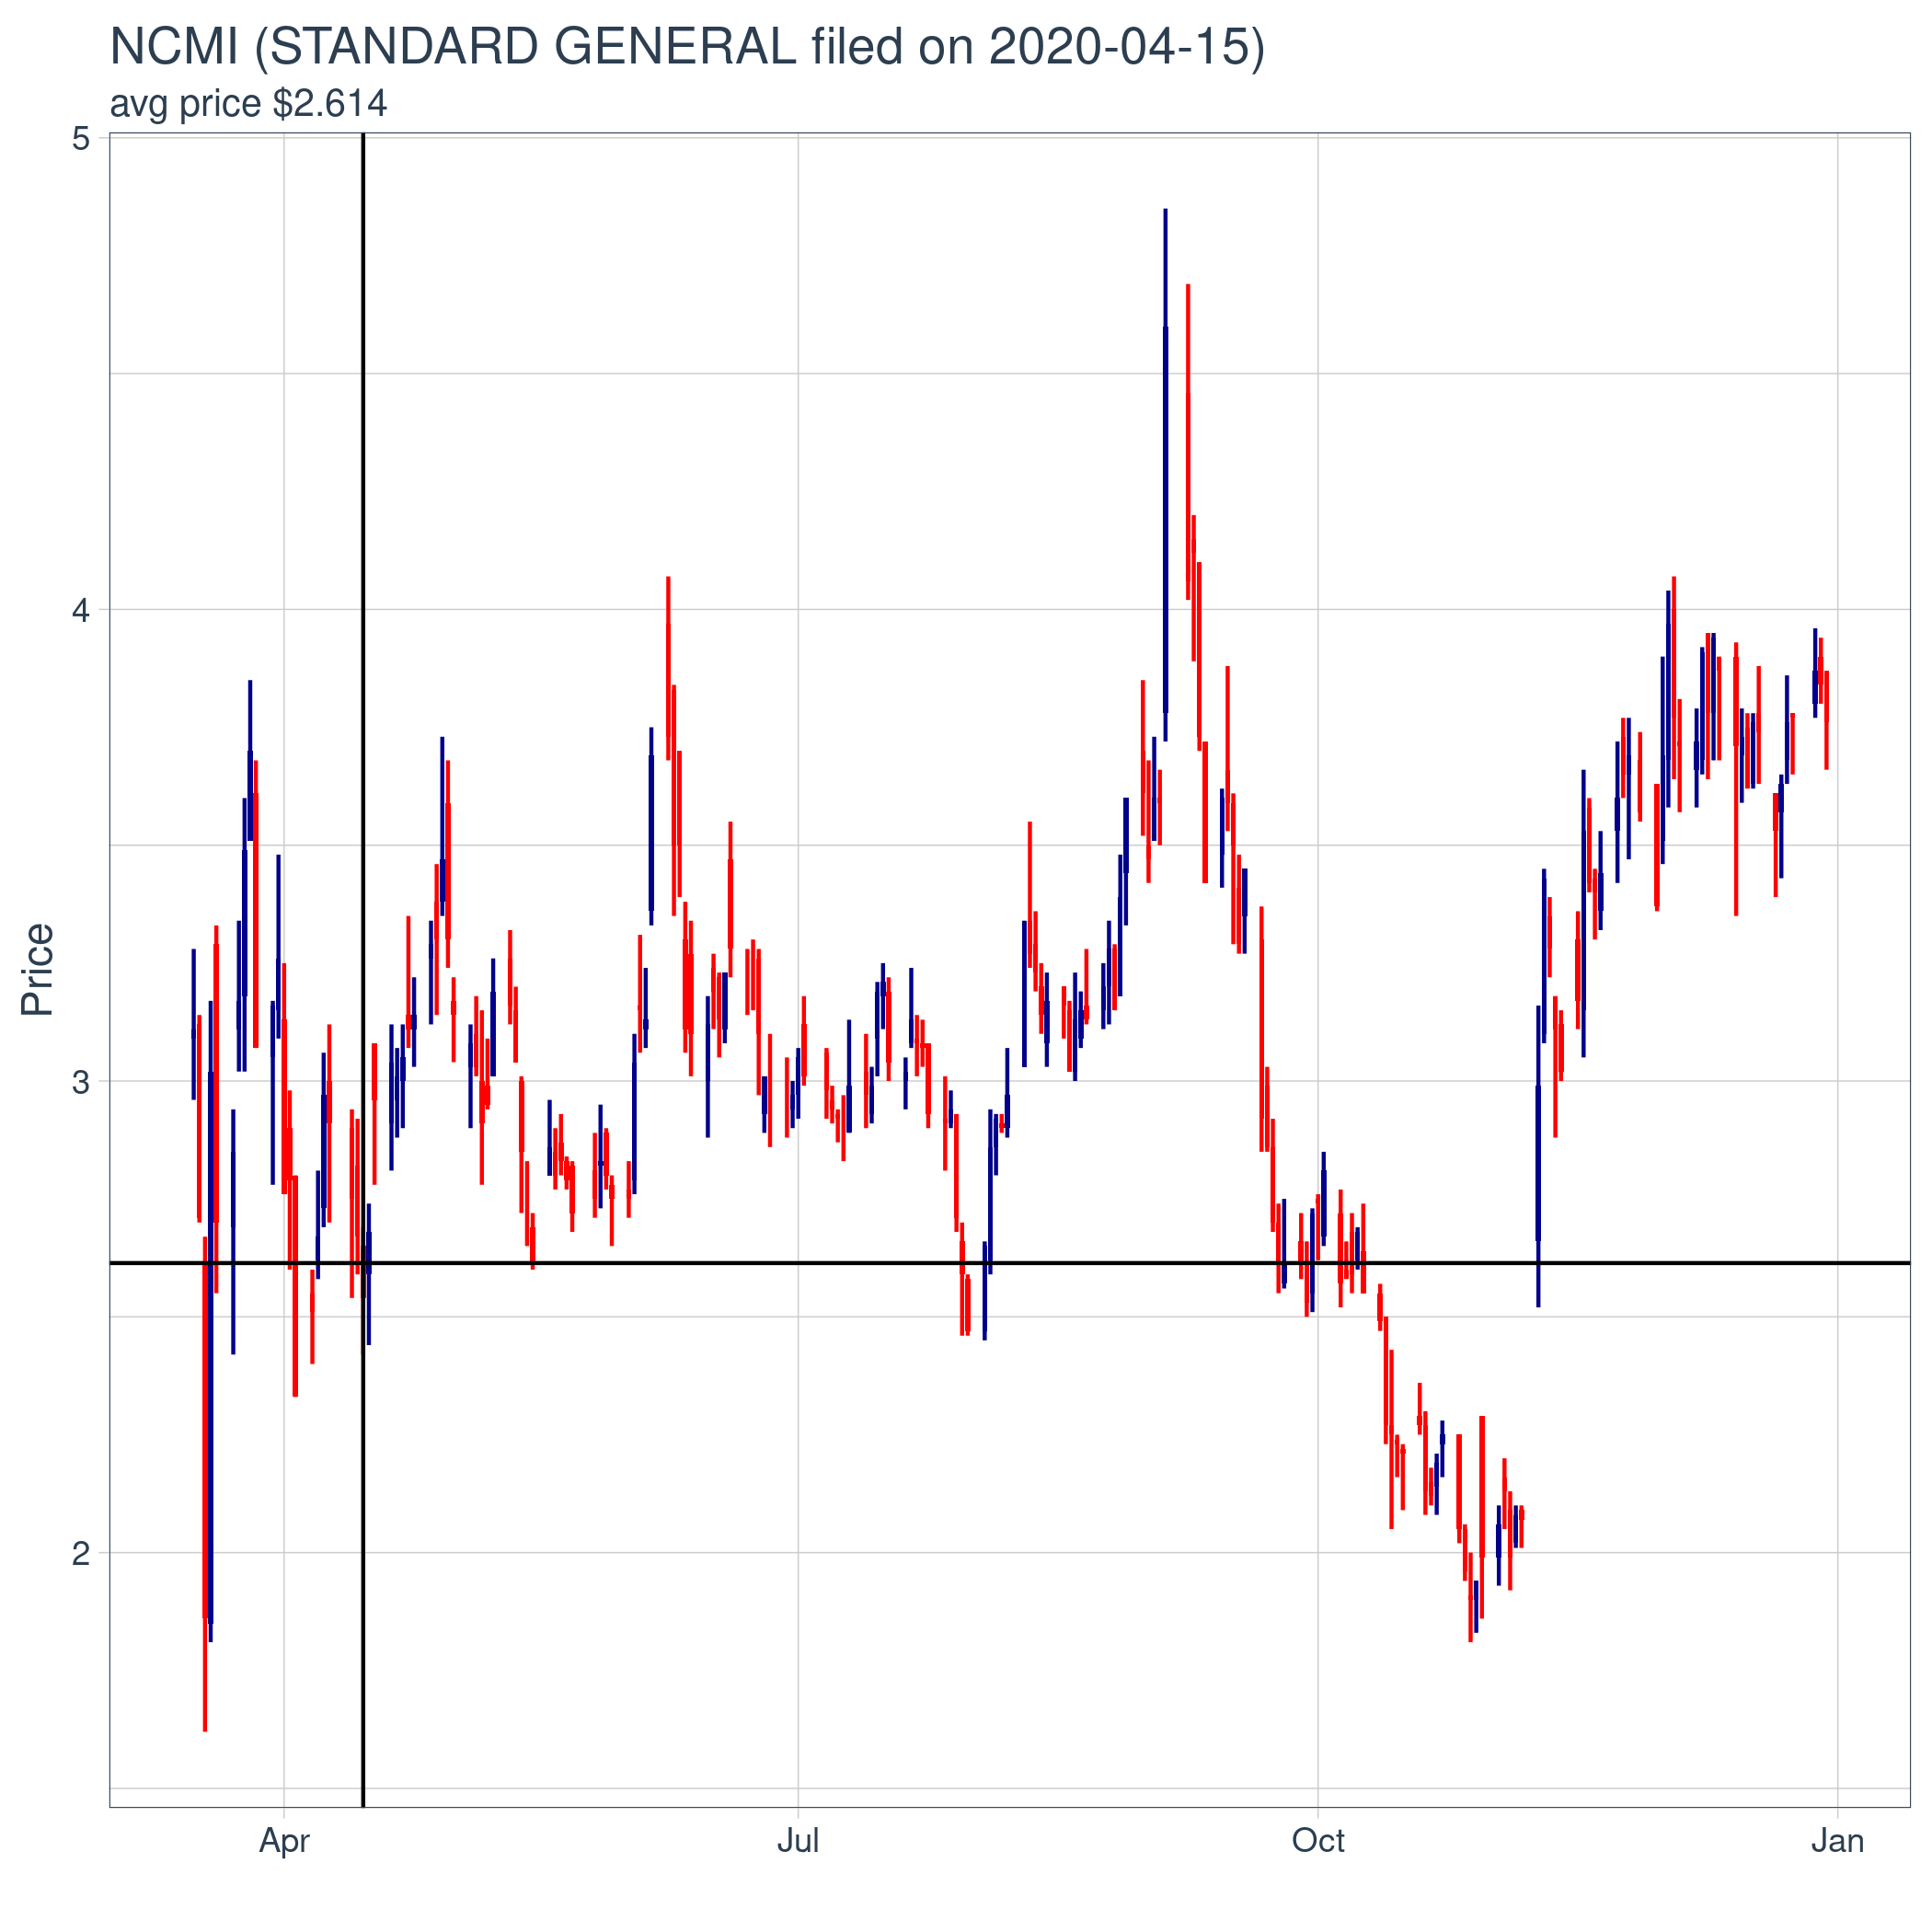 NCMI (STANDARD GENERAL filed on 2020-04-15)
avg price $2.614
5
4
3
2
Price
Apr Jul Oct Jan